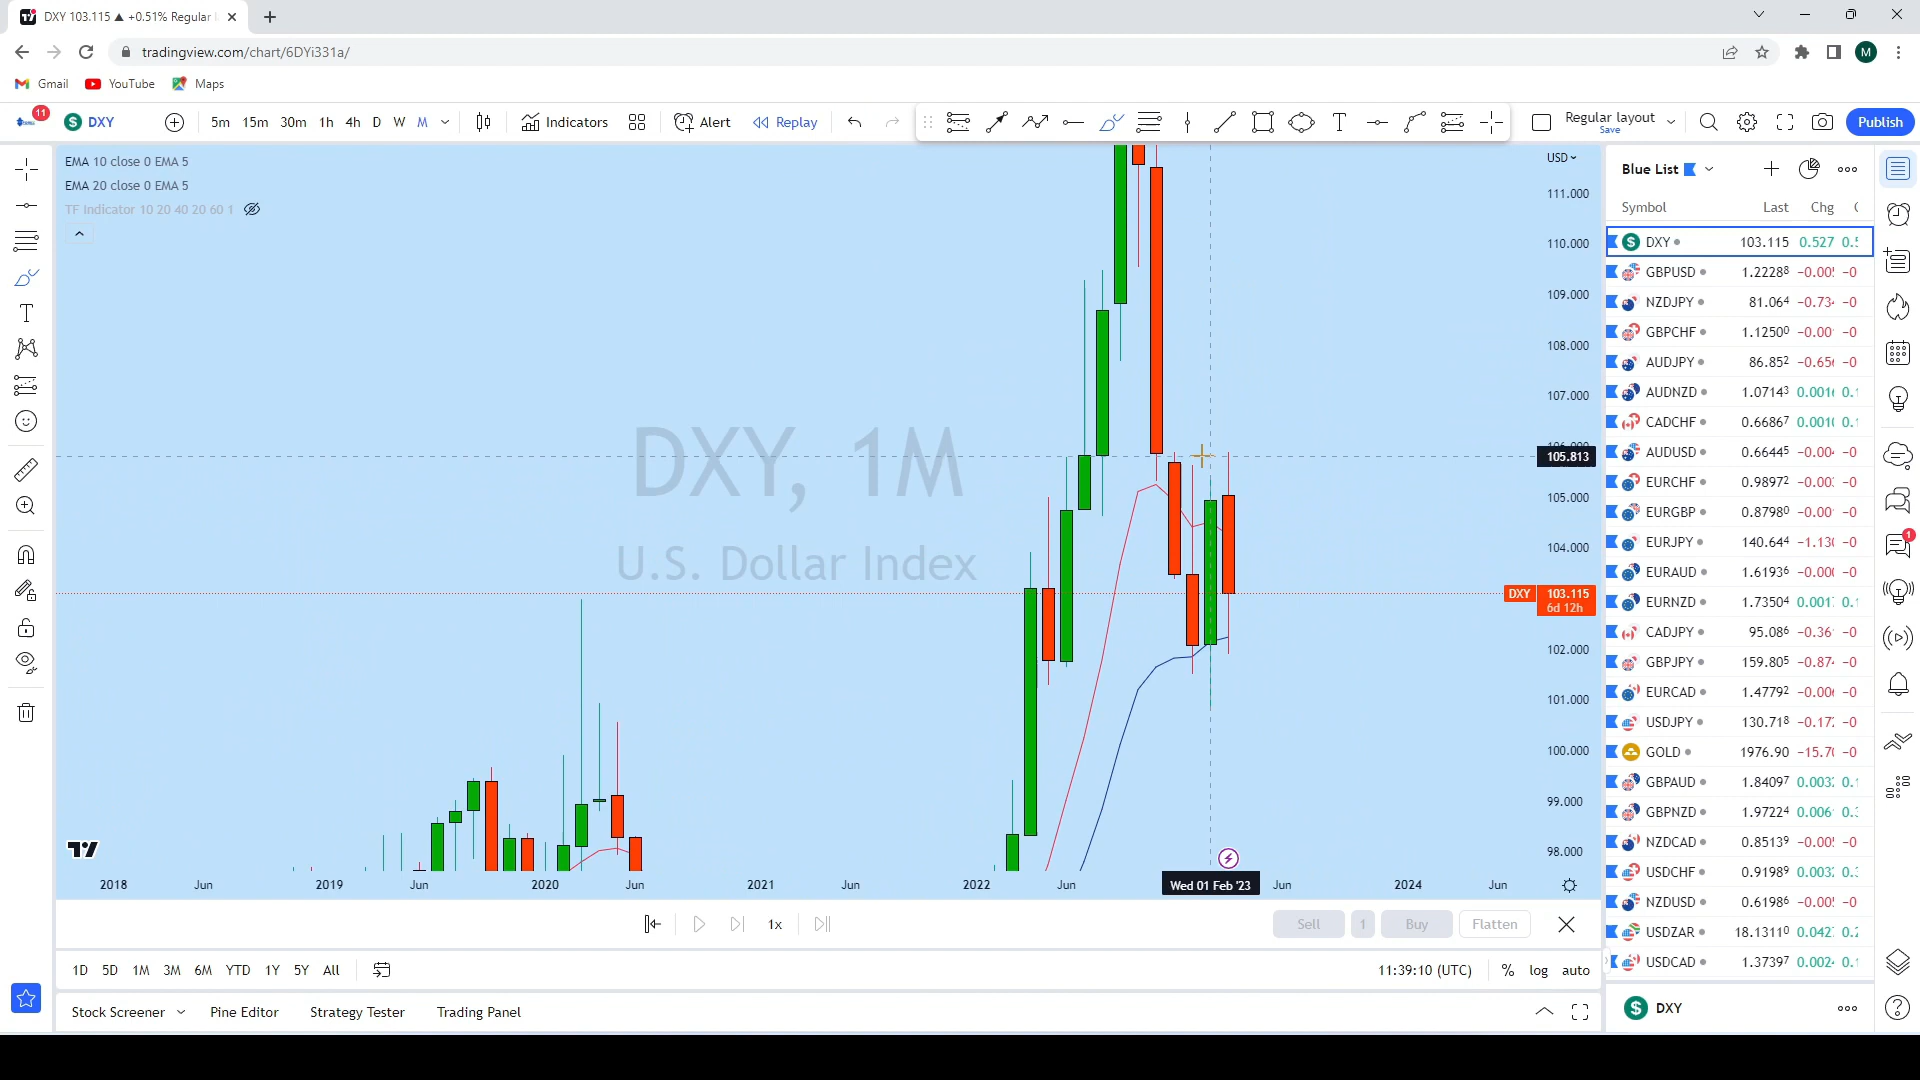 DXY 103.115 ▲ +0.51% Regular
tradingview.com/chart/6DYi331a/
M
Gmail YouTube Maps
11
DXY 5m 15m 30m 1h 4h D W M Indicators Alert Replay Regular layout Save Publish
EMA 10 close 0 EMA 5
EMA 20 close 0 EMA 5
TF Indicator 10 20 40 20 60 1
DXY, 1M
U.S. Dollar Index
USD
111.000
110.000
109.000
108.000
107.000
106.000
105.813
105.000
104.000
DXY 103.115
6d 12h
102.000
101.000
100.000
99.000
98.000
2018 Jun 2019 Jun 2020 Jun 2021 Jun 2022 Jun Wed 01 Feb '23 Jun 2024 Jun
1x Sell 1 Buy Flatten
1D 5D 1M 3M 6M YTD 1Y 5Y All 11:39:10 (UTC) % log auto
Stock Screener Pine Editor Strategy Tester Trading Panel
Blue List
Symbol Last Chg
DXY 103.115 0.527
GBPUSD 1.22288
NZDJPY 81.064
GBPCHF 1.12500
AUDJPY 86.852
AUDNZD 1.07143
CADCHF 0.66867
AUDUSD 0.66445
EURCHF 0.98972
EURGBP 0.87980
EURJPY 140.644
EURAUD 1.61936
EURNZD 1.73504
CADJPY 95.086
GBPJPY 159.805
EURCAD 1.47792
USDJPY 130.718
GOLD 1976.90
GBPAUD 1.84097
GBPNZD 1.97224
NZDCAD 0.85139
USDCHF 0.91989
NZDUSD 0.61986
USDZAR 18.13110
USDCAD 1.37397
DXY
1